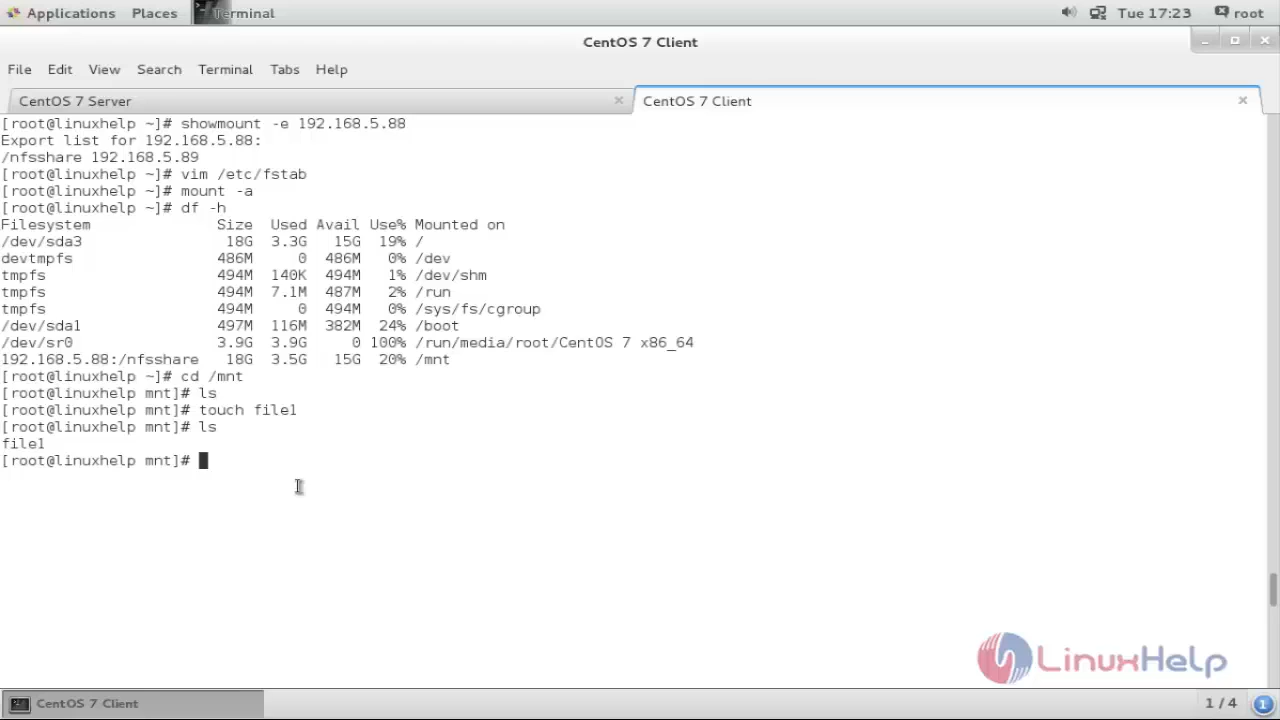 Applications Places Terminal Tue 17:23 root
CentOS 7 Client
File Edit View Search Terminal Tabs Help
CentOS 7 Server × CentOS 7 Client ×
[root@linuxhelp ~]# showmount -e 192.168.5.88
Export list for 192.168.5.88:
/nfsshare 192.168.5.89
[root@linuxhelp ~]# vim /etc/fstab
[root@linuxhelp ~]# mount -a
[root@linuxhelp ~]# df -h
Filesystem              Size  Used Avail Use% Mounted on
/dev/sda3                18G  3.3G   15G  19% /
devtmpfs                486M     0  486M   0% /dev
tmpfs                   494M  140K  494M   1% /dev/shm
tmpfs                   494M  7.1M  487M   2% /run
tmpfs                   494M     0  494M   0% /sys/fs/cgroup
/dev/sda1               497M  116M  382M  24% /boot
/dev/sr0                3.9G  3.9G     0 100% /run/media/root/CentOS 7 x86_64
192.168.5.88:/nfsshare   18G  3.5G   15G  20% /mnt
[root@linuxhelp ~]# cd /mnt
[root@linuxhelp mnt]# ls
[root@linuxhelp mnt]# touch file1
[root@linuxhelp mnt]# ls
file1
[root@linuxhelp mnt]#
LinuxHelp
CentOS 7 Client 1 / 4 1